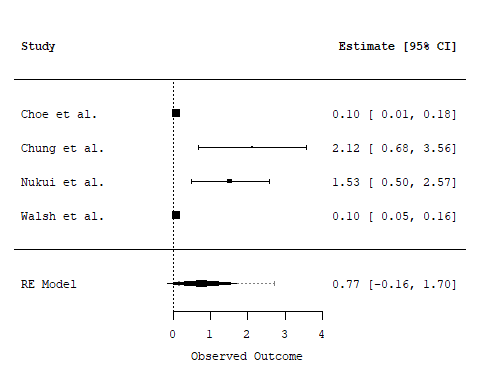 Study Estimate [95% CI]
Choe et al. 0.10 [ 0.01, 0.18]
Chung et al. 2.12 [ 0.68, 3.56]
Nukui et al. 1.53 [ 0.50, 2.57]
Walsh et al. 0.10 [ 0.05, 0.16]
RE Model 0.77 [-0.16, 1.70]
0 1 2 3 4
Observed Outcome